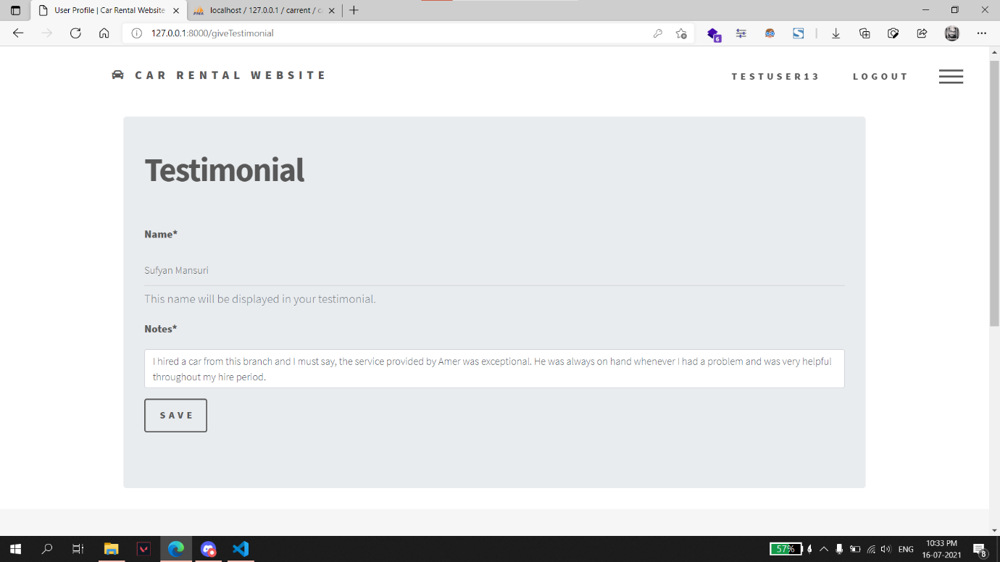 User Profile | Car Rental Website
localhost / 127.0.0.1 / carrent / c
127.0.0.1:8000/giveTestimonial
6
CAR RENTAL WEBSITE
TESTUSER13
LOGOUT
Testimonial
Name*
Sufyan Mansuri
This name will be displayed in your testimonial.
Notes*
I hired a car from this branch and I must say, the service provided by Amer was exceptional. He was always on hand whenever I had a problem and was very helpful
throughout my hire period.
SAVE
57%
ENG
10:33 PM
16-07-2021
8